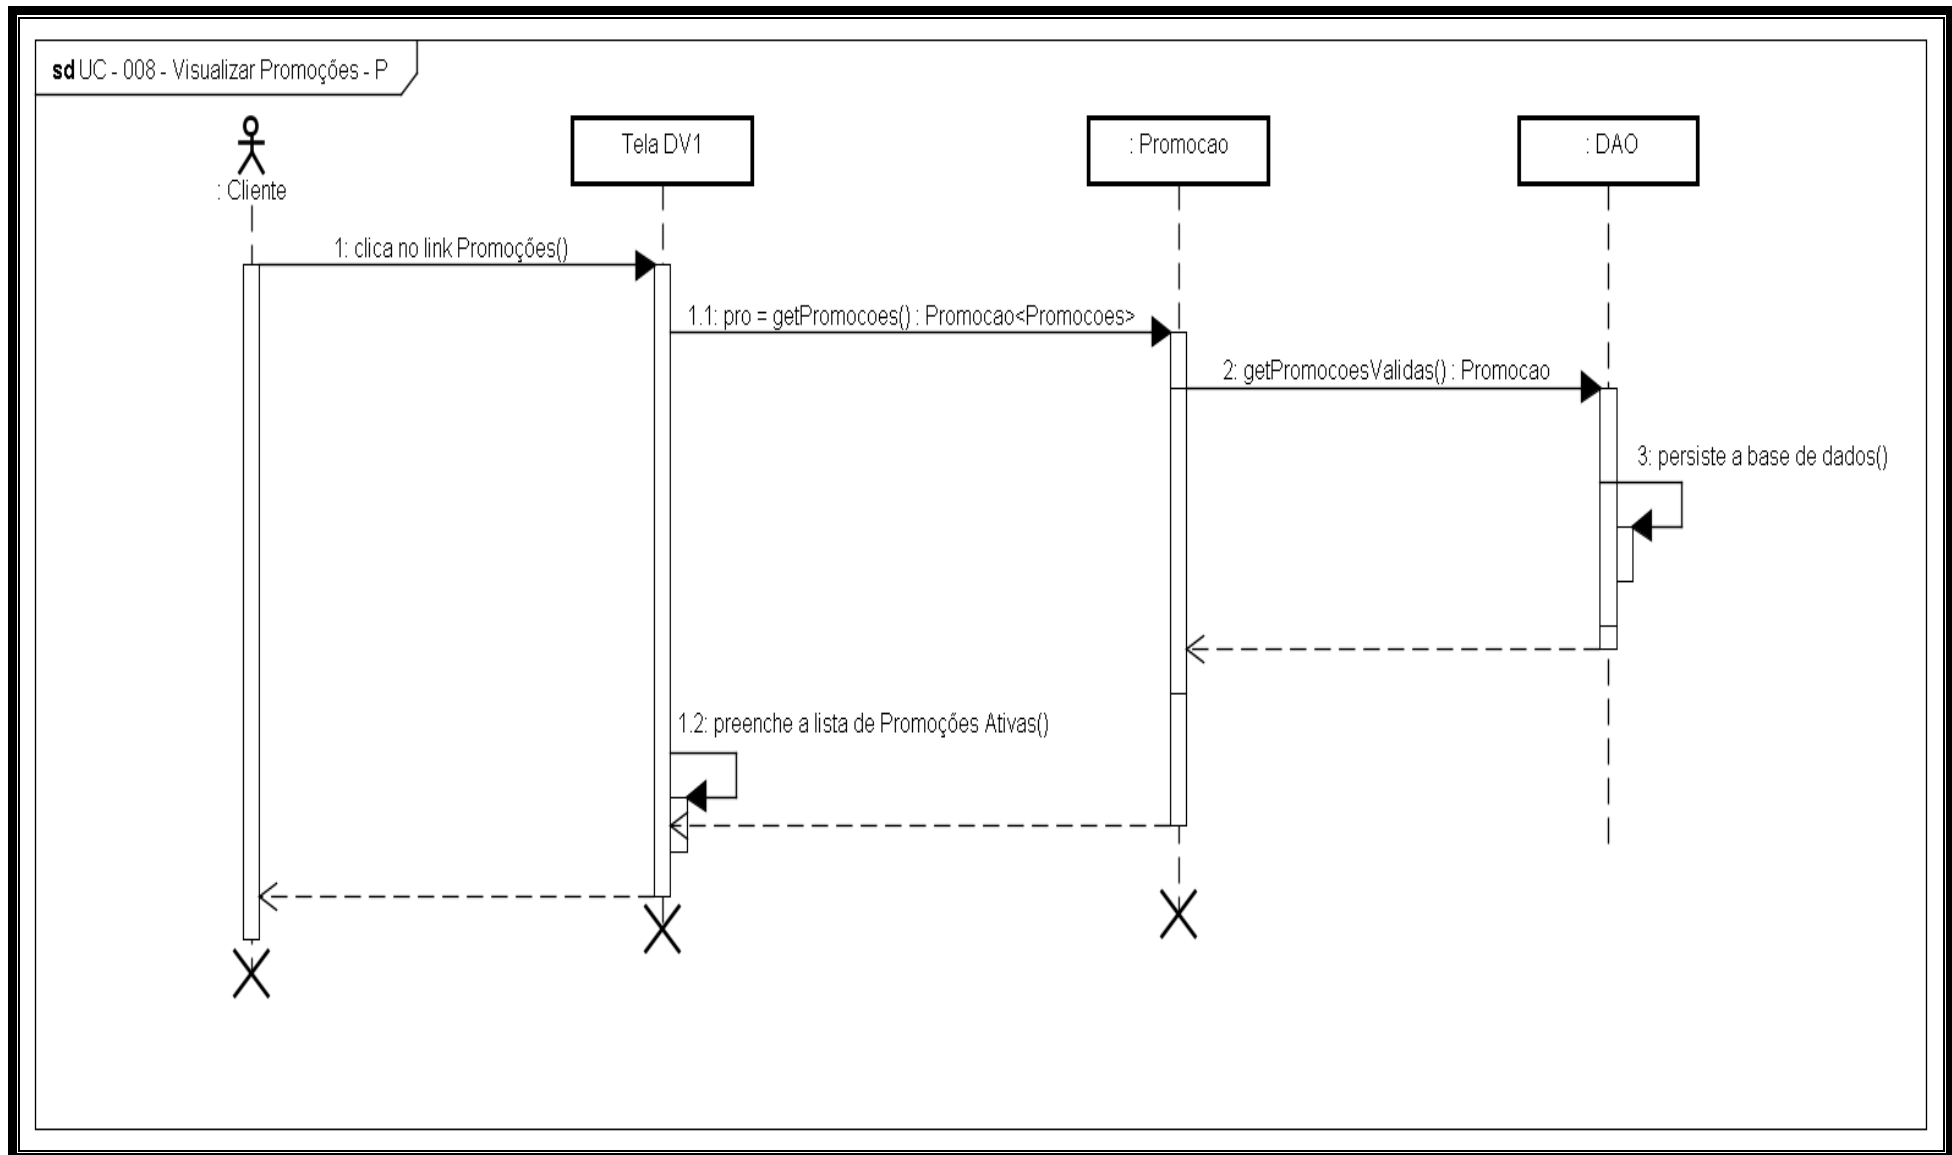 sd UC - 008 - Visualizar Promoções - P
: Cliente
Tela DV1
: Promocao
: DAO
1: clica no link Promoções()
1.1: pro = getPromocoes() : Promocao<Promocoes>
2: getPromocoesValidas() : Promocao
3: persiste a base de dados()
1.2: preenche a lista de Promoções Ativas()